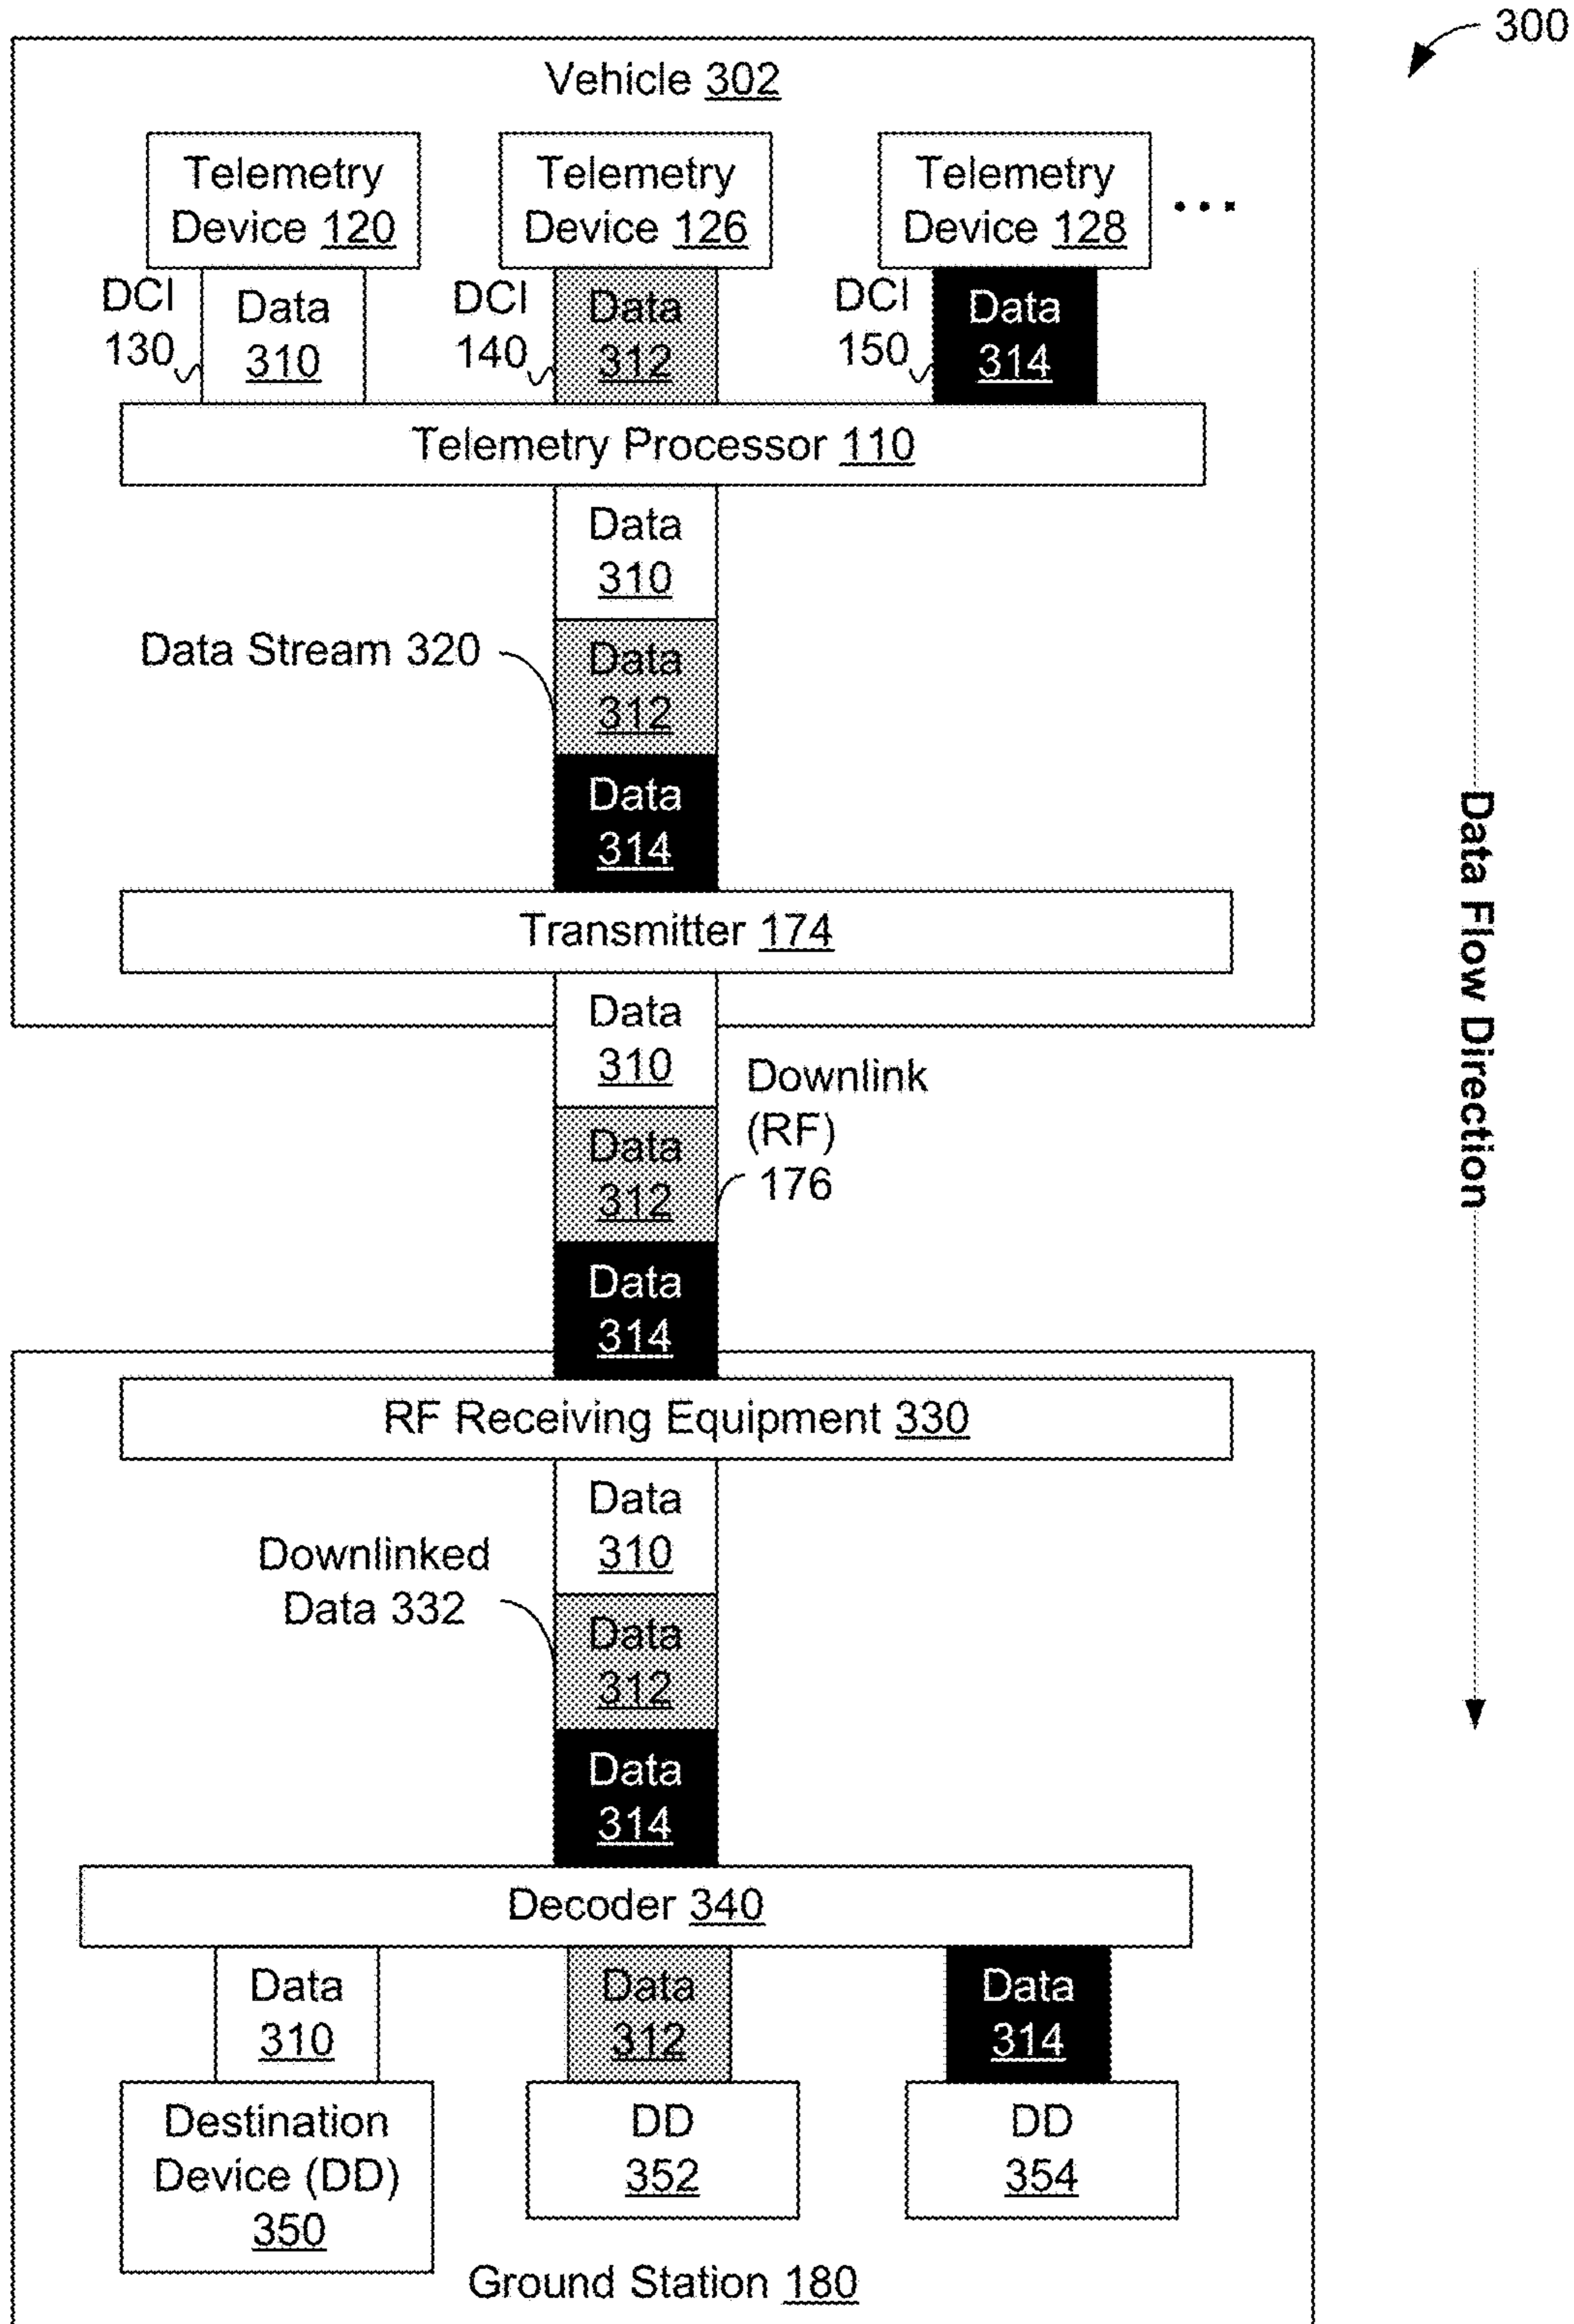 300
Vehicle 302
Telemetry
Device 120
Telemetry
Device 126
Telemetry
Device 128
...
DCI
130
Data
310
DCI
140
Data
312
DCI
150
Data
314
Telemetry Processor 110
Data
310
Data Stream 320
Data
312
Data
314
Transmitter 174
Data
310
Downlink
(RF)
176
Data
312
Data
314
Data Flow Direction
RF Receiving Equipment 330
Data
310
Downlinked
Data 332
Data
312
Data
314
Decoder 340
Data
310
Data
312
Data
314
Destination
Device (DD)
350
DD
352
DD
354
Ground Station 180